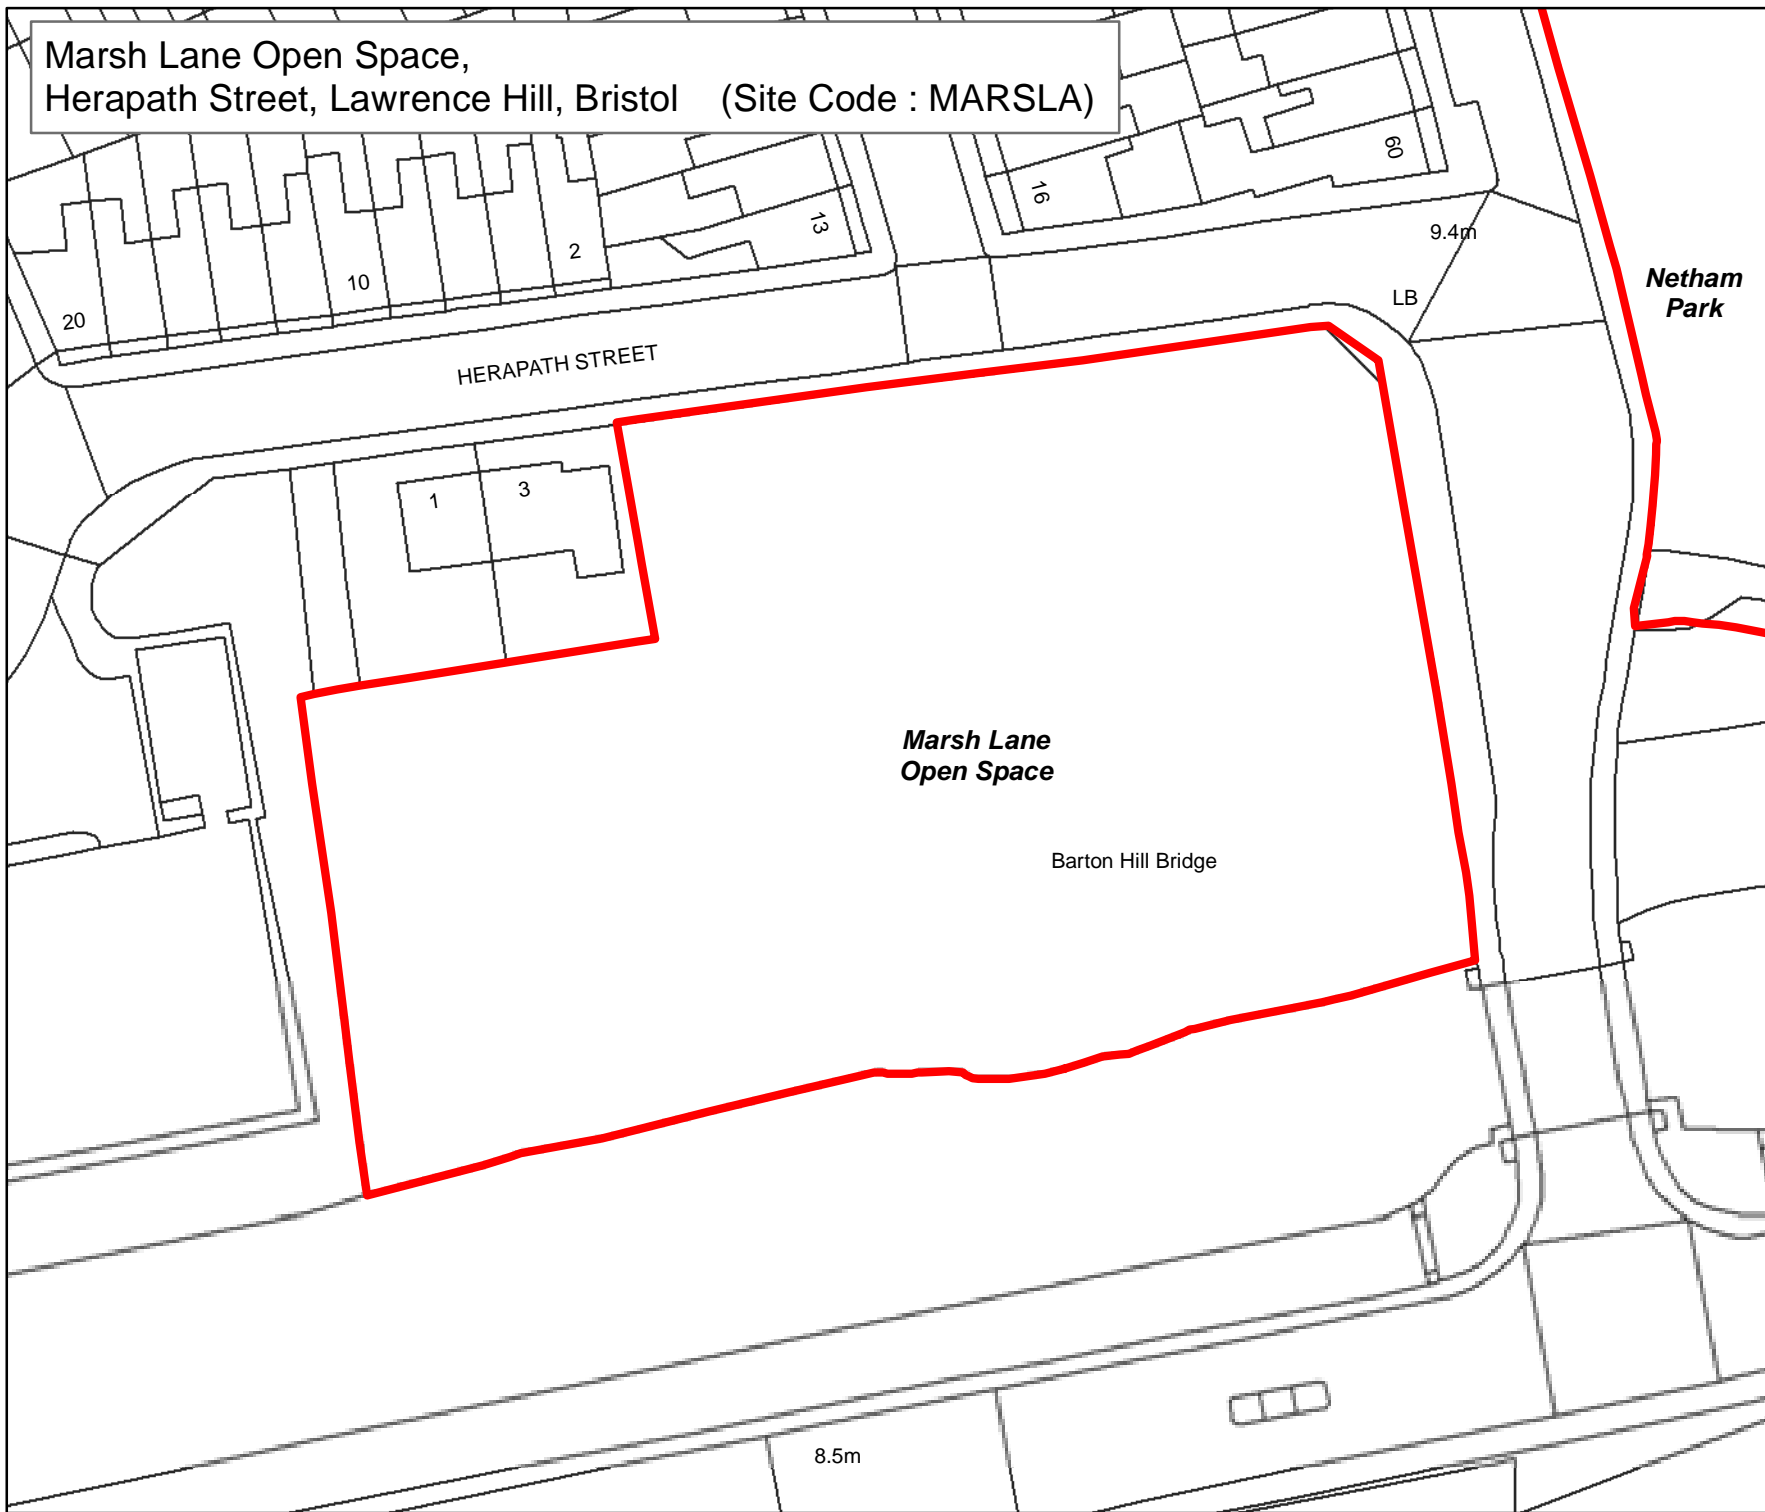 Marsh Lane Open Space,
Herapath Street, Lawrence Hill, Bristol (Site Code : MARSLA)
60
16
13
9.4m
2
10
20
LB
Netham
Park
HERAPATH STREET
1
3
Marsh Lane
Open Space
Barton Hill Bridge
8.5m